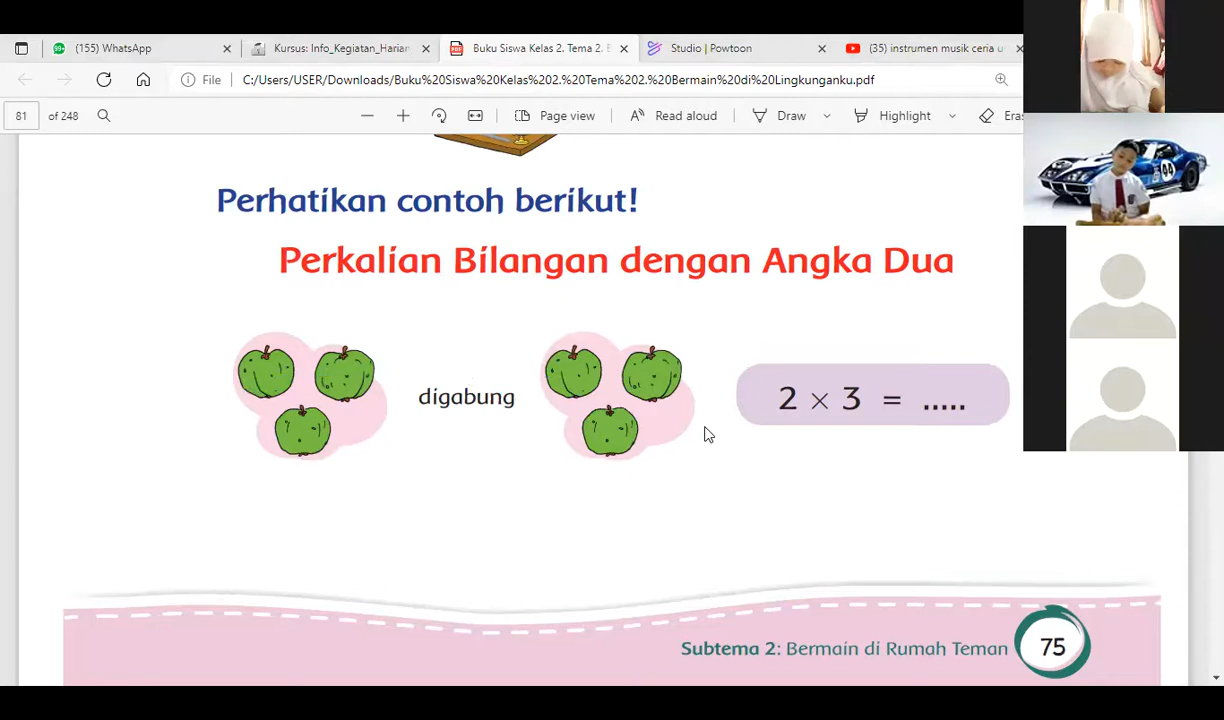 (155) WhatsApp
Kursus: Info_Kegiatan_Harian
Buku Siswa Kelas 2. Tema 2.
Studio | Powtoon
(35) instrumen musik ceria u
File
C:/Users/USER/Downloads/Buku%20Siswa%20Kelas%202.%20Tema%202.%20Bermain%20di%20Lingkunganku.pdf
81 of 248
Page view
Read aloud
Draw
Highlight
Eras
Perhatikan contoh berikut!
Perkalian Bilangan dengan Angka Dua
digabung
2 × 3 = .....
Subtema 2: Bermain di Rumah Teman
75